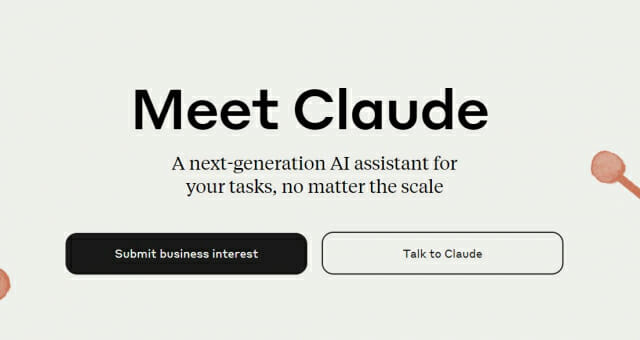 Meet Claude
A next-generation AI assistant for
your tasks, no matter the scale
Submit business interest
Talk to Claude